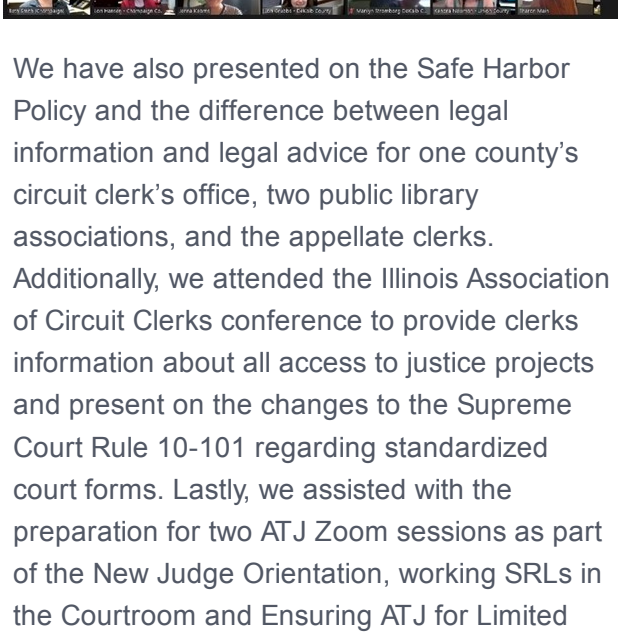 We have also presented on the Safe Harbor
Policy and the difference between legal
information and legal advice for one county’s
circuit clerk’s office, two public library
associations, and the appellate clerks.
Additionally, we attended the Illinois Association
of Circuit Clerks conference to provide clerks
information about all access to justice projects
and present on the changes to the Supreme
Court Rule 10-101 regarding standardized
court forms. Lastly, we assisted with the
preparation for two ATJ Zoom sessions as part
of the New Judge Orientation, working SRLs in
the Courtroom and Ensuring ATJ for Limited